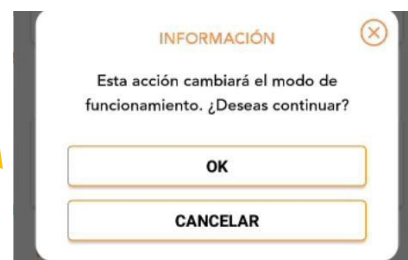 INFORMACIÓN
Esta acción cambiará el modo de
funcionamiento. ¿Deseas continuar?
OK
CANCELAR